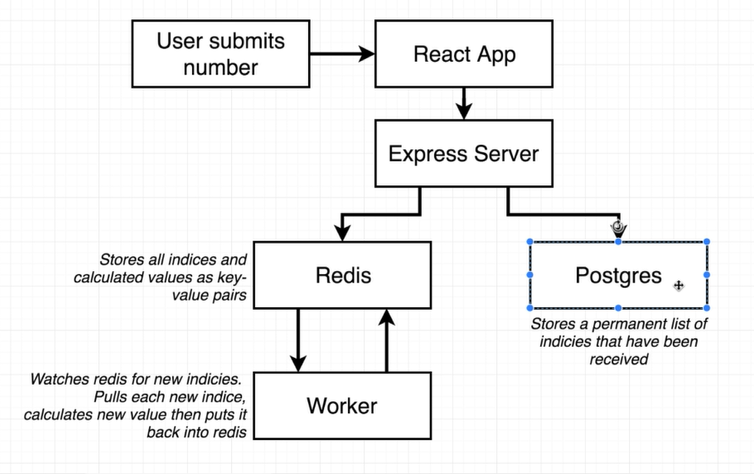 User submits
number
React App
Express Server
Stores all indices and
calculated values as key-
value pairs
Redis
Postgres
Stores a permanent list of
indicies that have been
received
Watches redis for new indicies.
Pulls each new indice,
calculates new value then puts it
back into redis
Worker